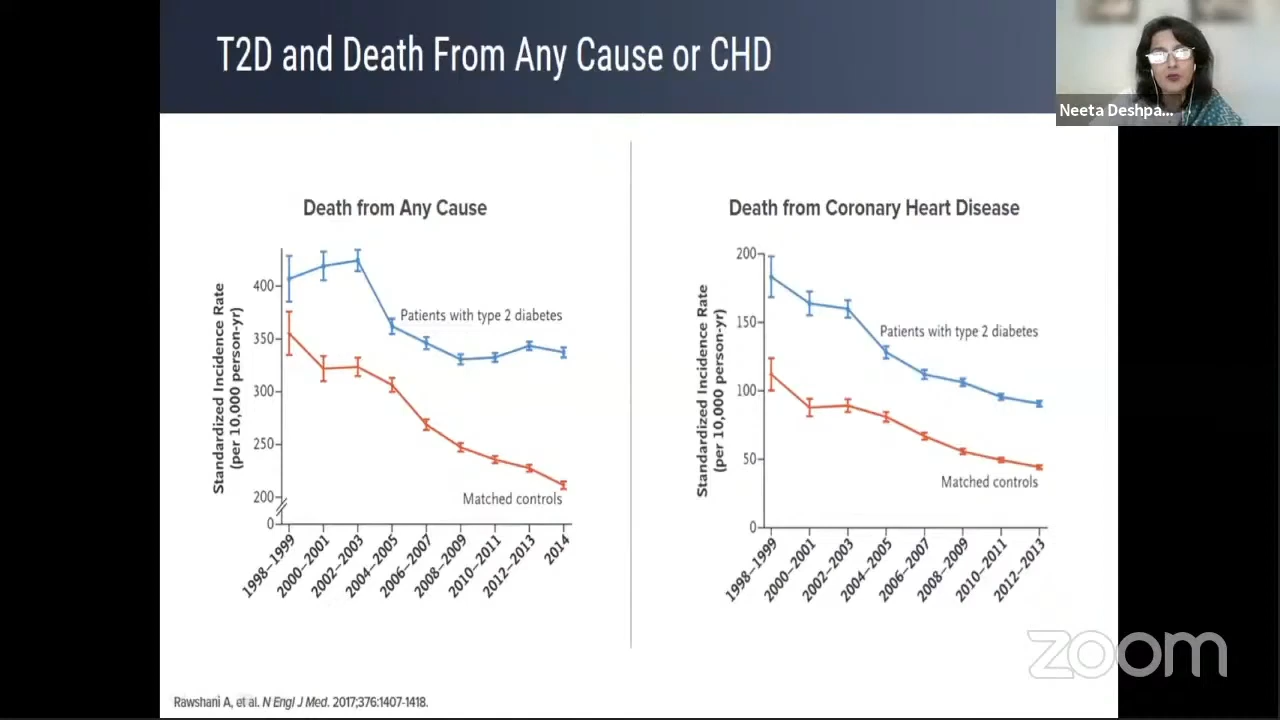 T2D and Death From Any Cause or CHD
Neeta Deshpa...
Death from Any Cause
Standardized Incidence Rate
(per 10,000 person-yr)
400
350
300
250
200
0
Patients with type 2 diabetes
Matched controls
1998–1999
2000–2001
2002–2003
2004–2005
2006–2007
2008–2009
2010–2011
2012–2013
2014
Death from Coronary Heart Disease
Standardized Incidence Rate
(per 10,000 person-yr)
200
150
100
50
0
Patients with type 2 diabetes
Matched controls
1998–1999
2000–2001
2002–2003
2004–2005
2006–2007
2008–2009
2010–2011
2012–2013
zoom
Rawshani A, et al. N Engl J Med. 2017;376:1407-1418.